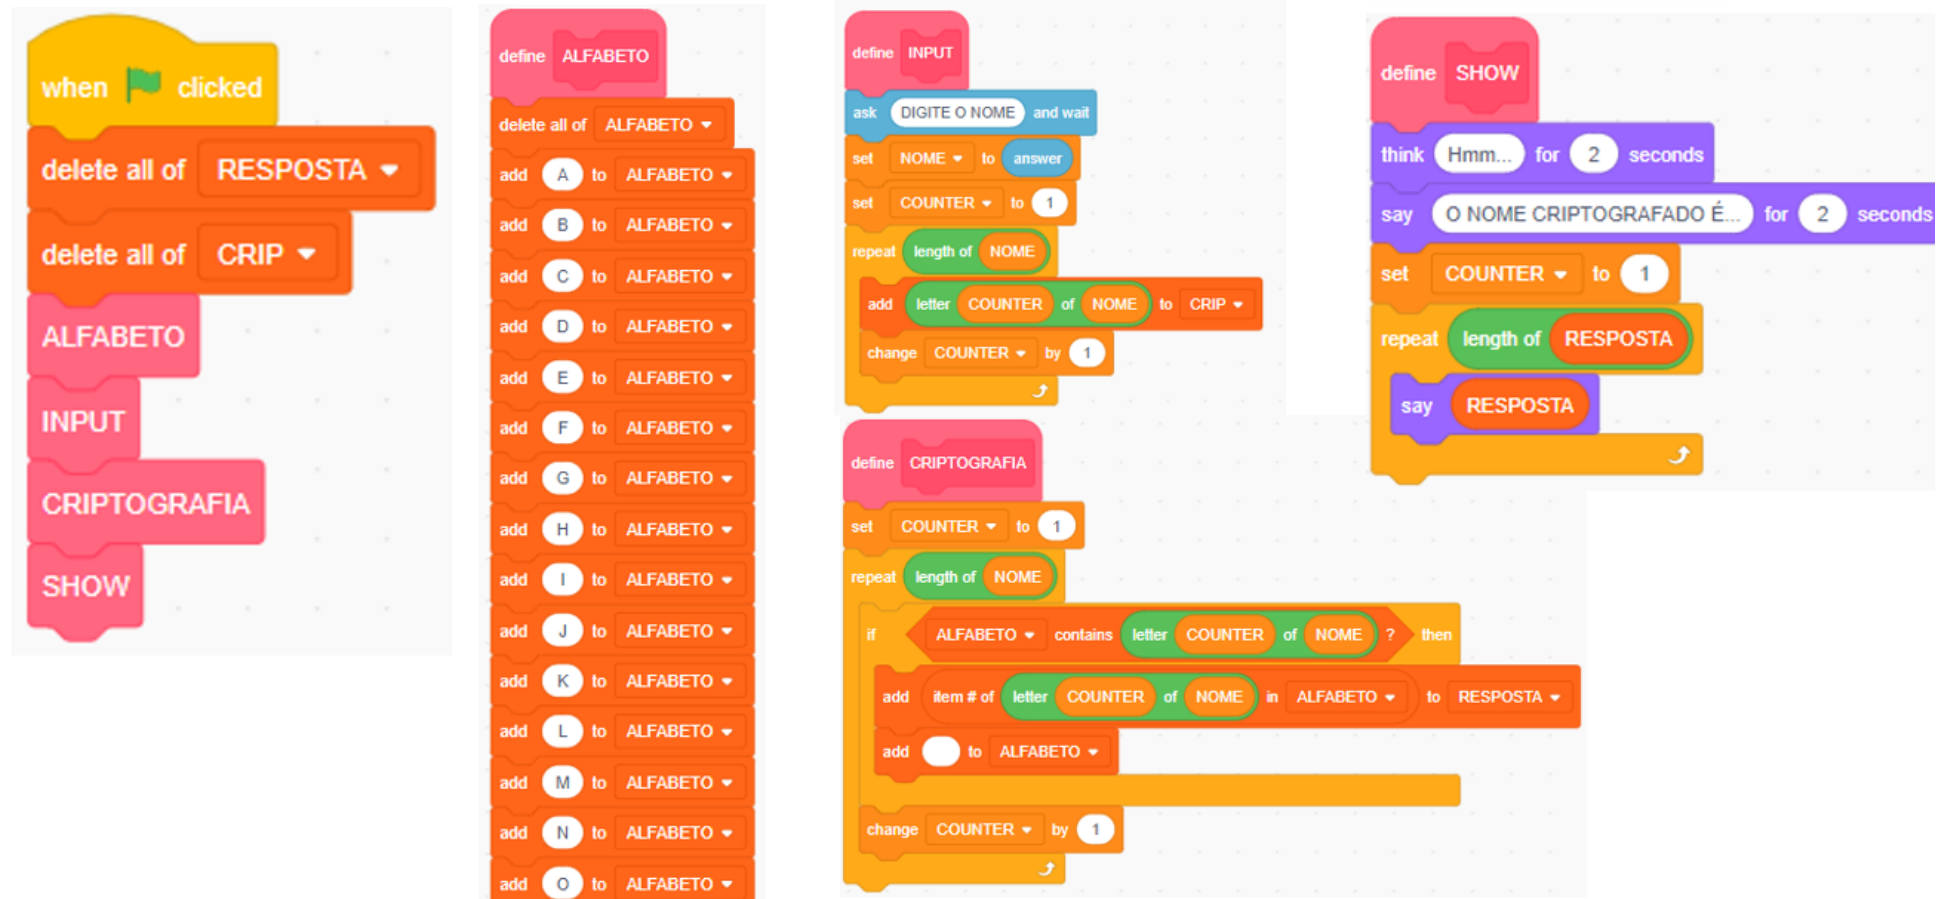 when clicked
delete all of RESPOSTA
delete all of CRIP
ALFABETO
INPUT
CRIPTOGRAFIA
SHOW
define ALFABETO
delete all of ALFABETO
add A to ALFABETO
add B to ALFABETO
add C to ALFABETO
add D to ALFABETO
add E to ALFABETO
add F to ALFABETO
add G to ALFABETO
add H to ALFABETO
add I to ALFABETO
add J to ALFABETO
add K to ALFABETO
add L to ALFABETO
add M to ALFABETO
add N to ALFABETO
add O to ALFABETO
define INPUT
ask DIGITE O NOME and wait
set NOME to answer
set COUNTER to 1
repeat length of NOME
add letter COUNTER of NOME to CRIP
change COUNTER by 1
define CRIPTOGRAFIA
set COUNTER to 1
repeat length of NOME
if ALFABETO contains letter COUNTER of NOME ? then
add item # of letter COUNTER of NOME in ALFABETO to RESPOSTA
add to ALFABETO
change COUNTER by 1
define SHOW
think Hmm... for 2 seconds
say O NOME CRIPTOGRAFADO É... for 2 seconds
set COUNTER to 1
repeat length of RESPOSTA
say RESPOSTA